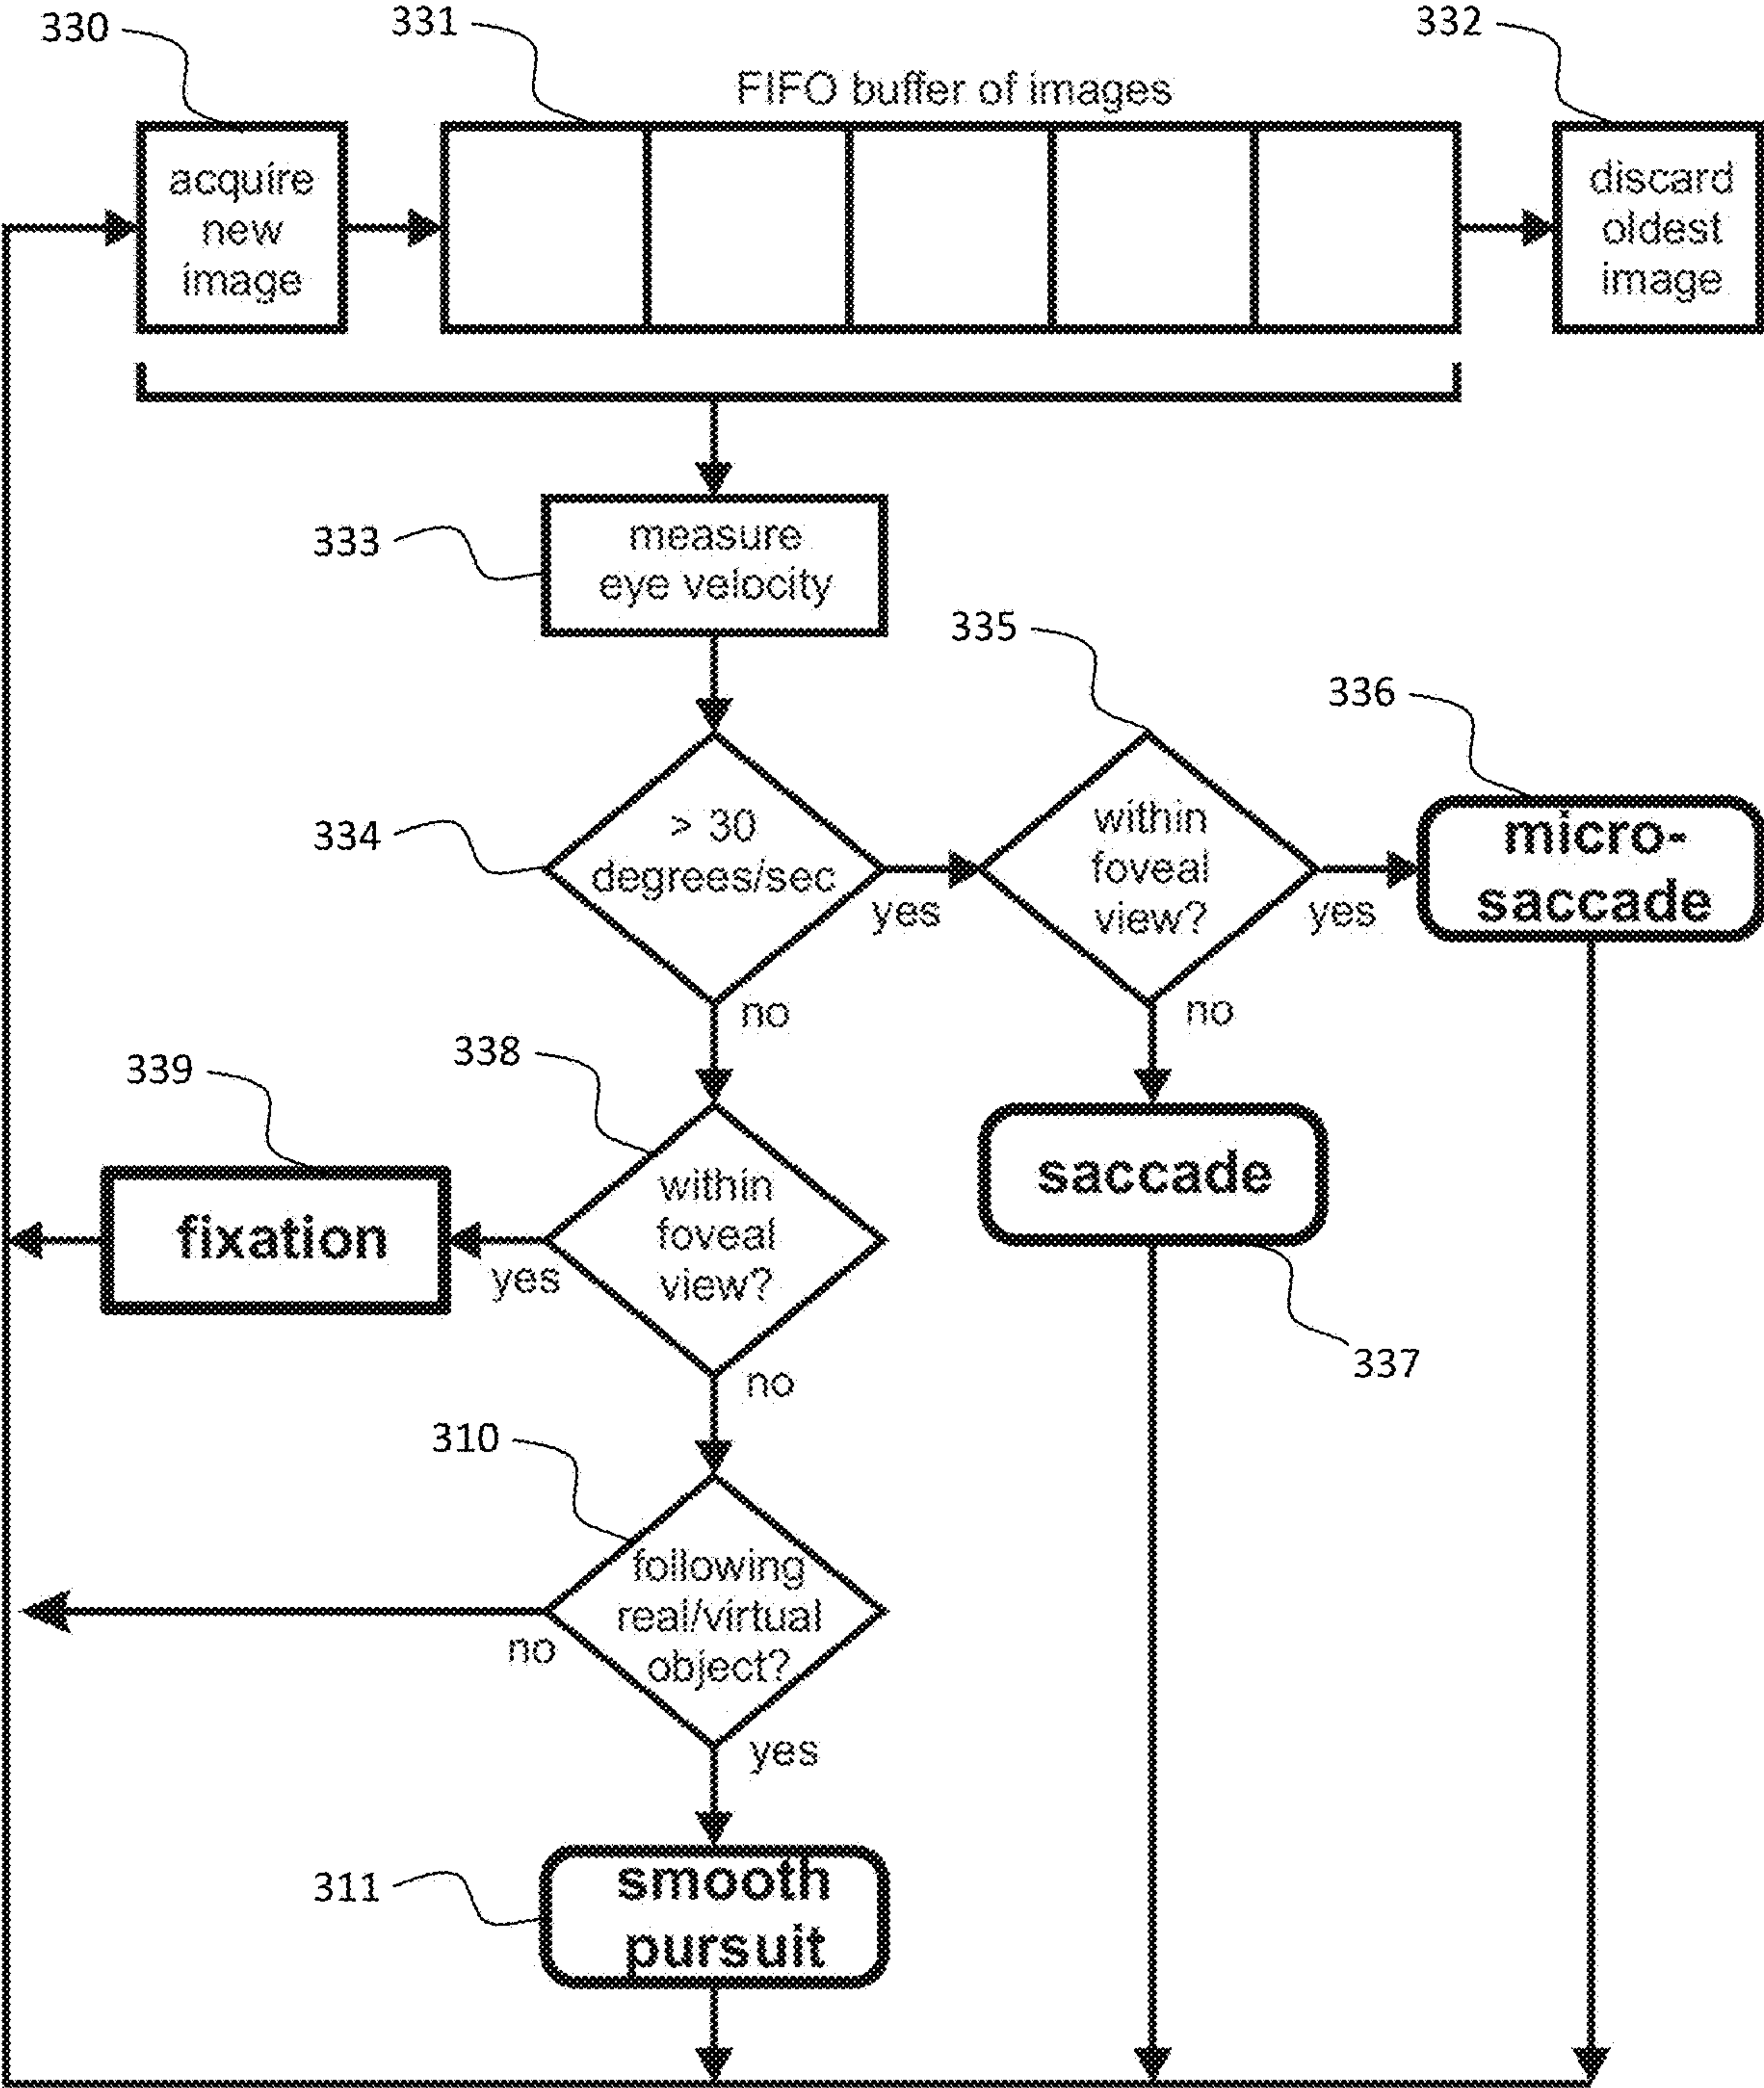 330
331
332
FIFO buffer of images
acquire
new
image
discard
oldest
image
333
measure
eye velocity
335
336
334
> 30
degrees/sec
yes
within
foveal
view?
yes
micro-
saccade
no
no
338
339
within
foveal
view?
fixation
yes
saccade
337
no
310
following
real/virtual
object?
no
yes
311
smooth
pursuit